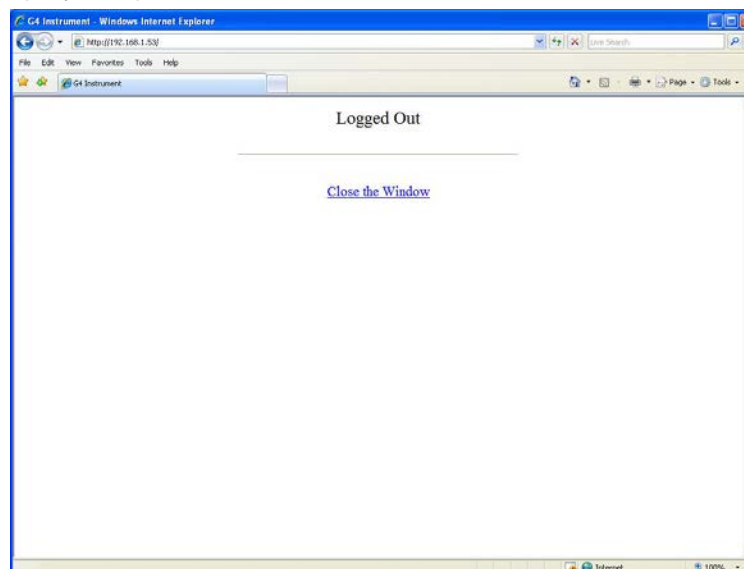 G4 Instrument - Windows Internet Explorer
http://192.168.1.53/ Live Search
File Edit View Favorites Tools Help
G4 Instrument Page Tools
Logged Out
Close the Window
Internet 100%